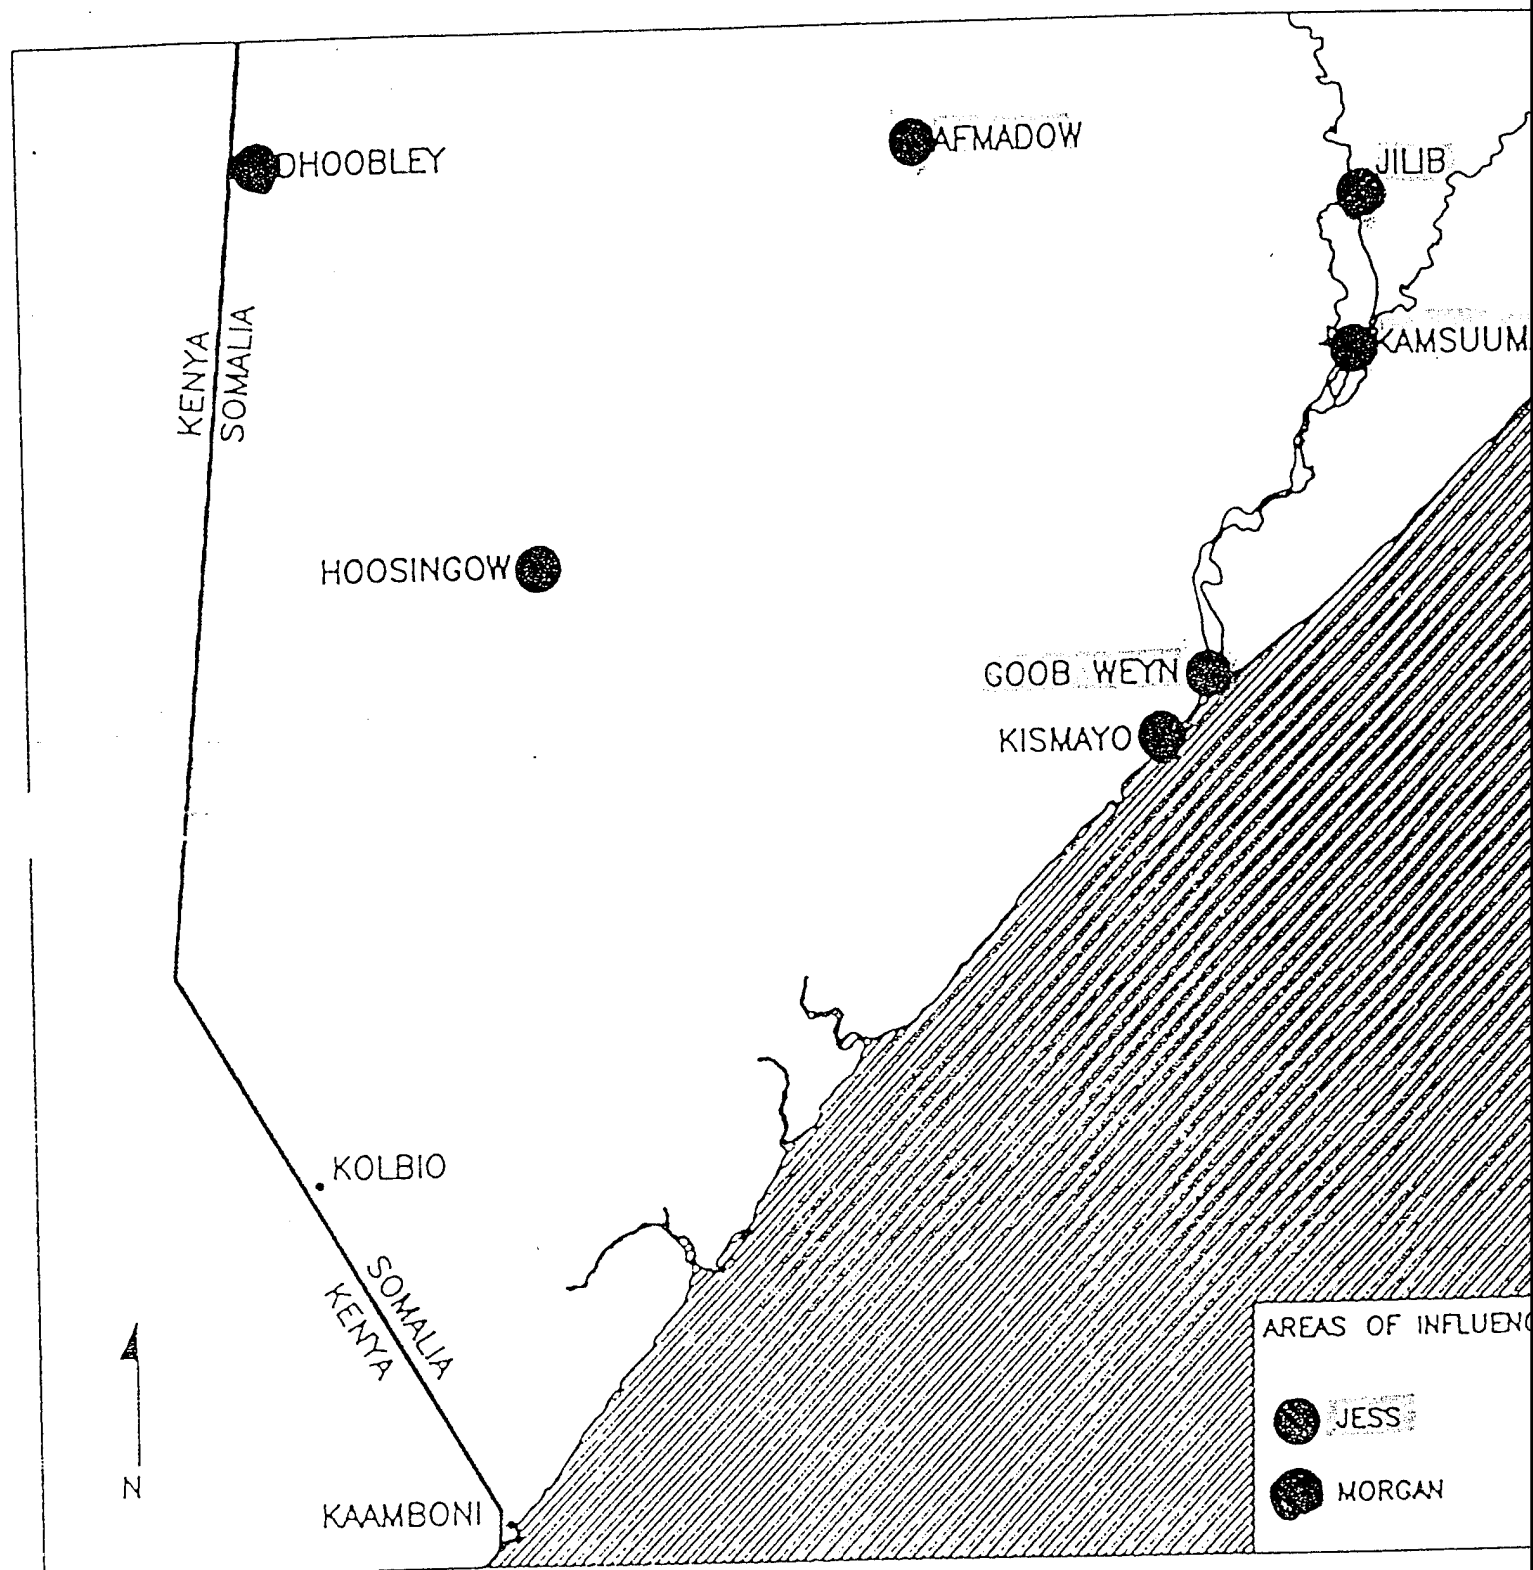 AFMADOW
DHOOBLEY
JILIB
KENYA
SOMALIA
KAMSUUM
HOOSINGOW
GOOB WEYN
KISMAYO
KOLBIO
SOMALIA
KENYA
N
KAAMBONI
AREAS OF INFLUENC
JESS
MORGAN